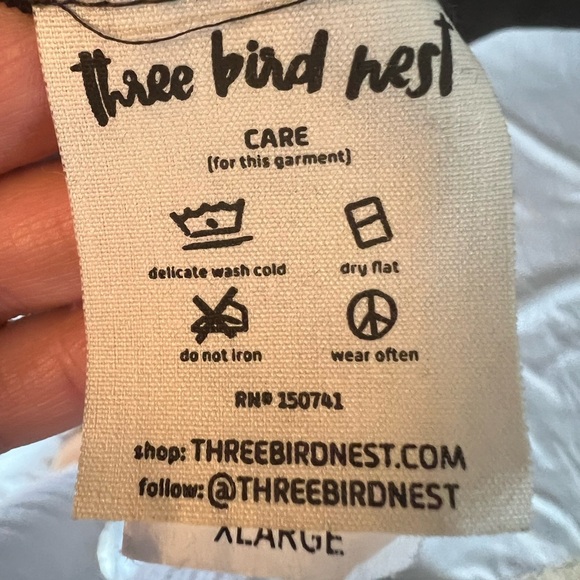 three bird nest
CARE
[for this garment]
delicate wash cold
dry flat
do not iron
wear often
RN# 150741
shop: THREEBIRDNEST.COM
follow: @THREEBIRDNEST
XLARGE